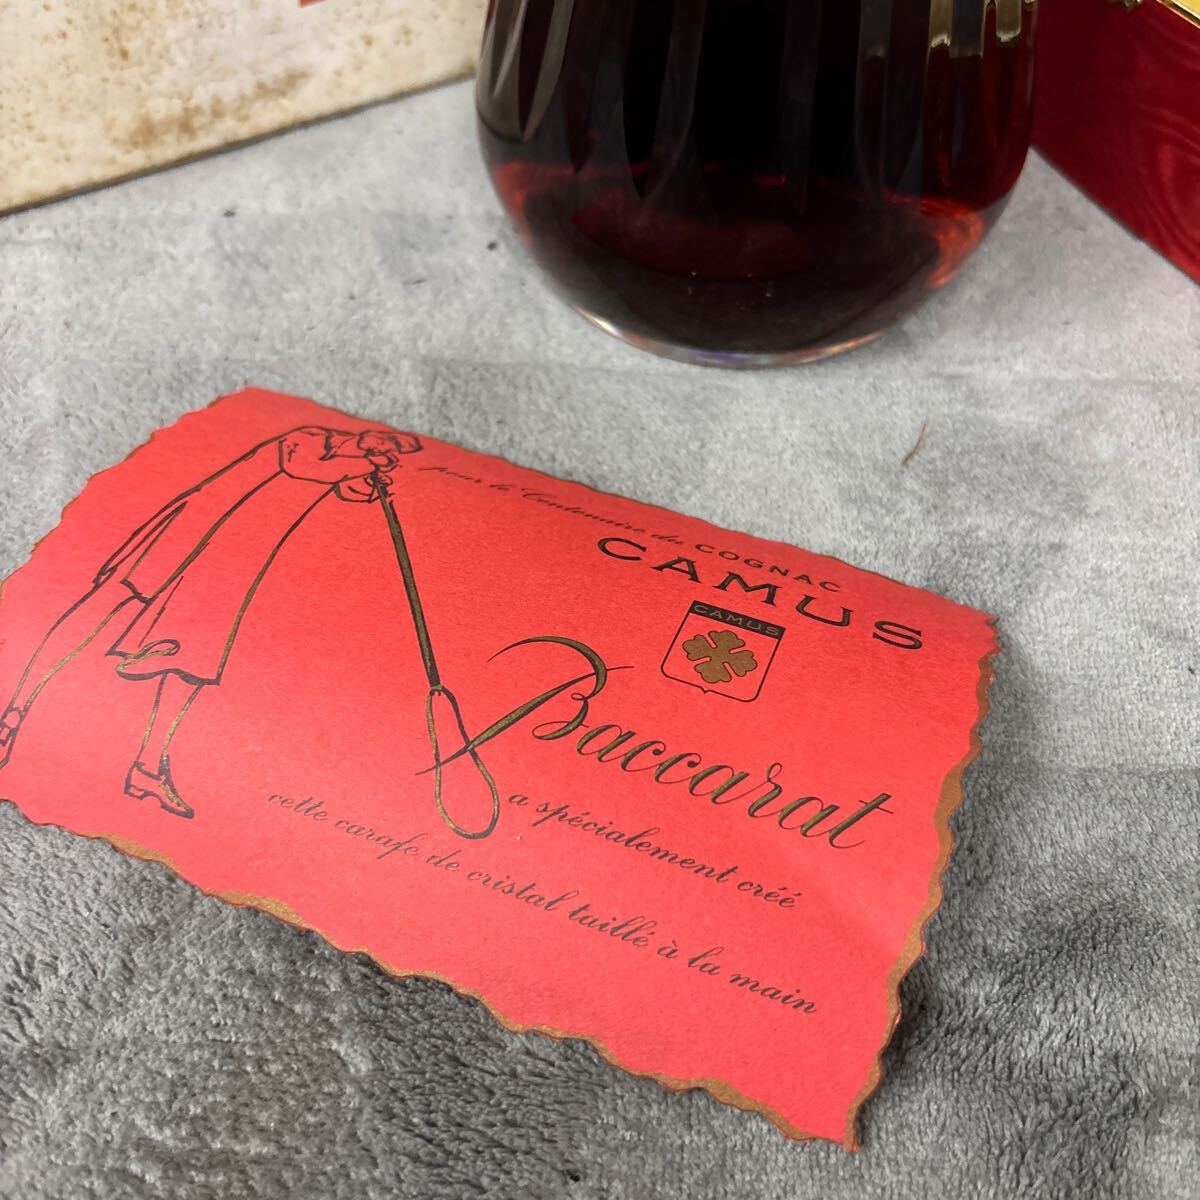 pour le Centenaire du COGNAC
CAMUS
CAMUS
Baccarat
a spécialement créé
cette carafe de cristal taillé à la main